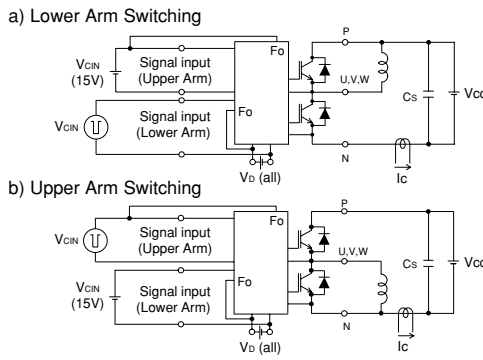 a) Lower Arm Switching
P
Fo
VCIN
(15V)
Signal input
(Upper Arm)
U,V,W
CS
Vcc
Fo
VCIN
Signal input
(Lower Arm)
N
Ic
VD (all)
b) Upper Arm Switching
P
Fo
VCIN
Signal input
(Upper Arm)
U,V,W
CS
Vcc
Fo
VCIN
(15V)
Signal input
(Lower Arm)
N
Ic
VD (all)